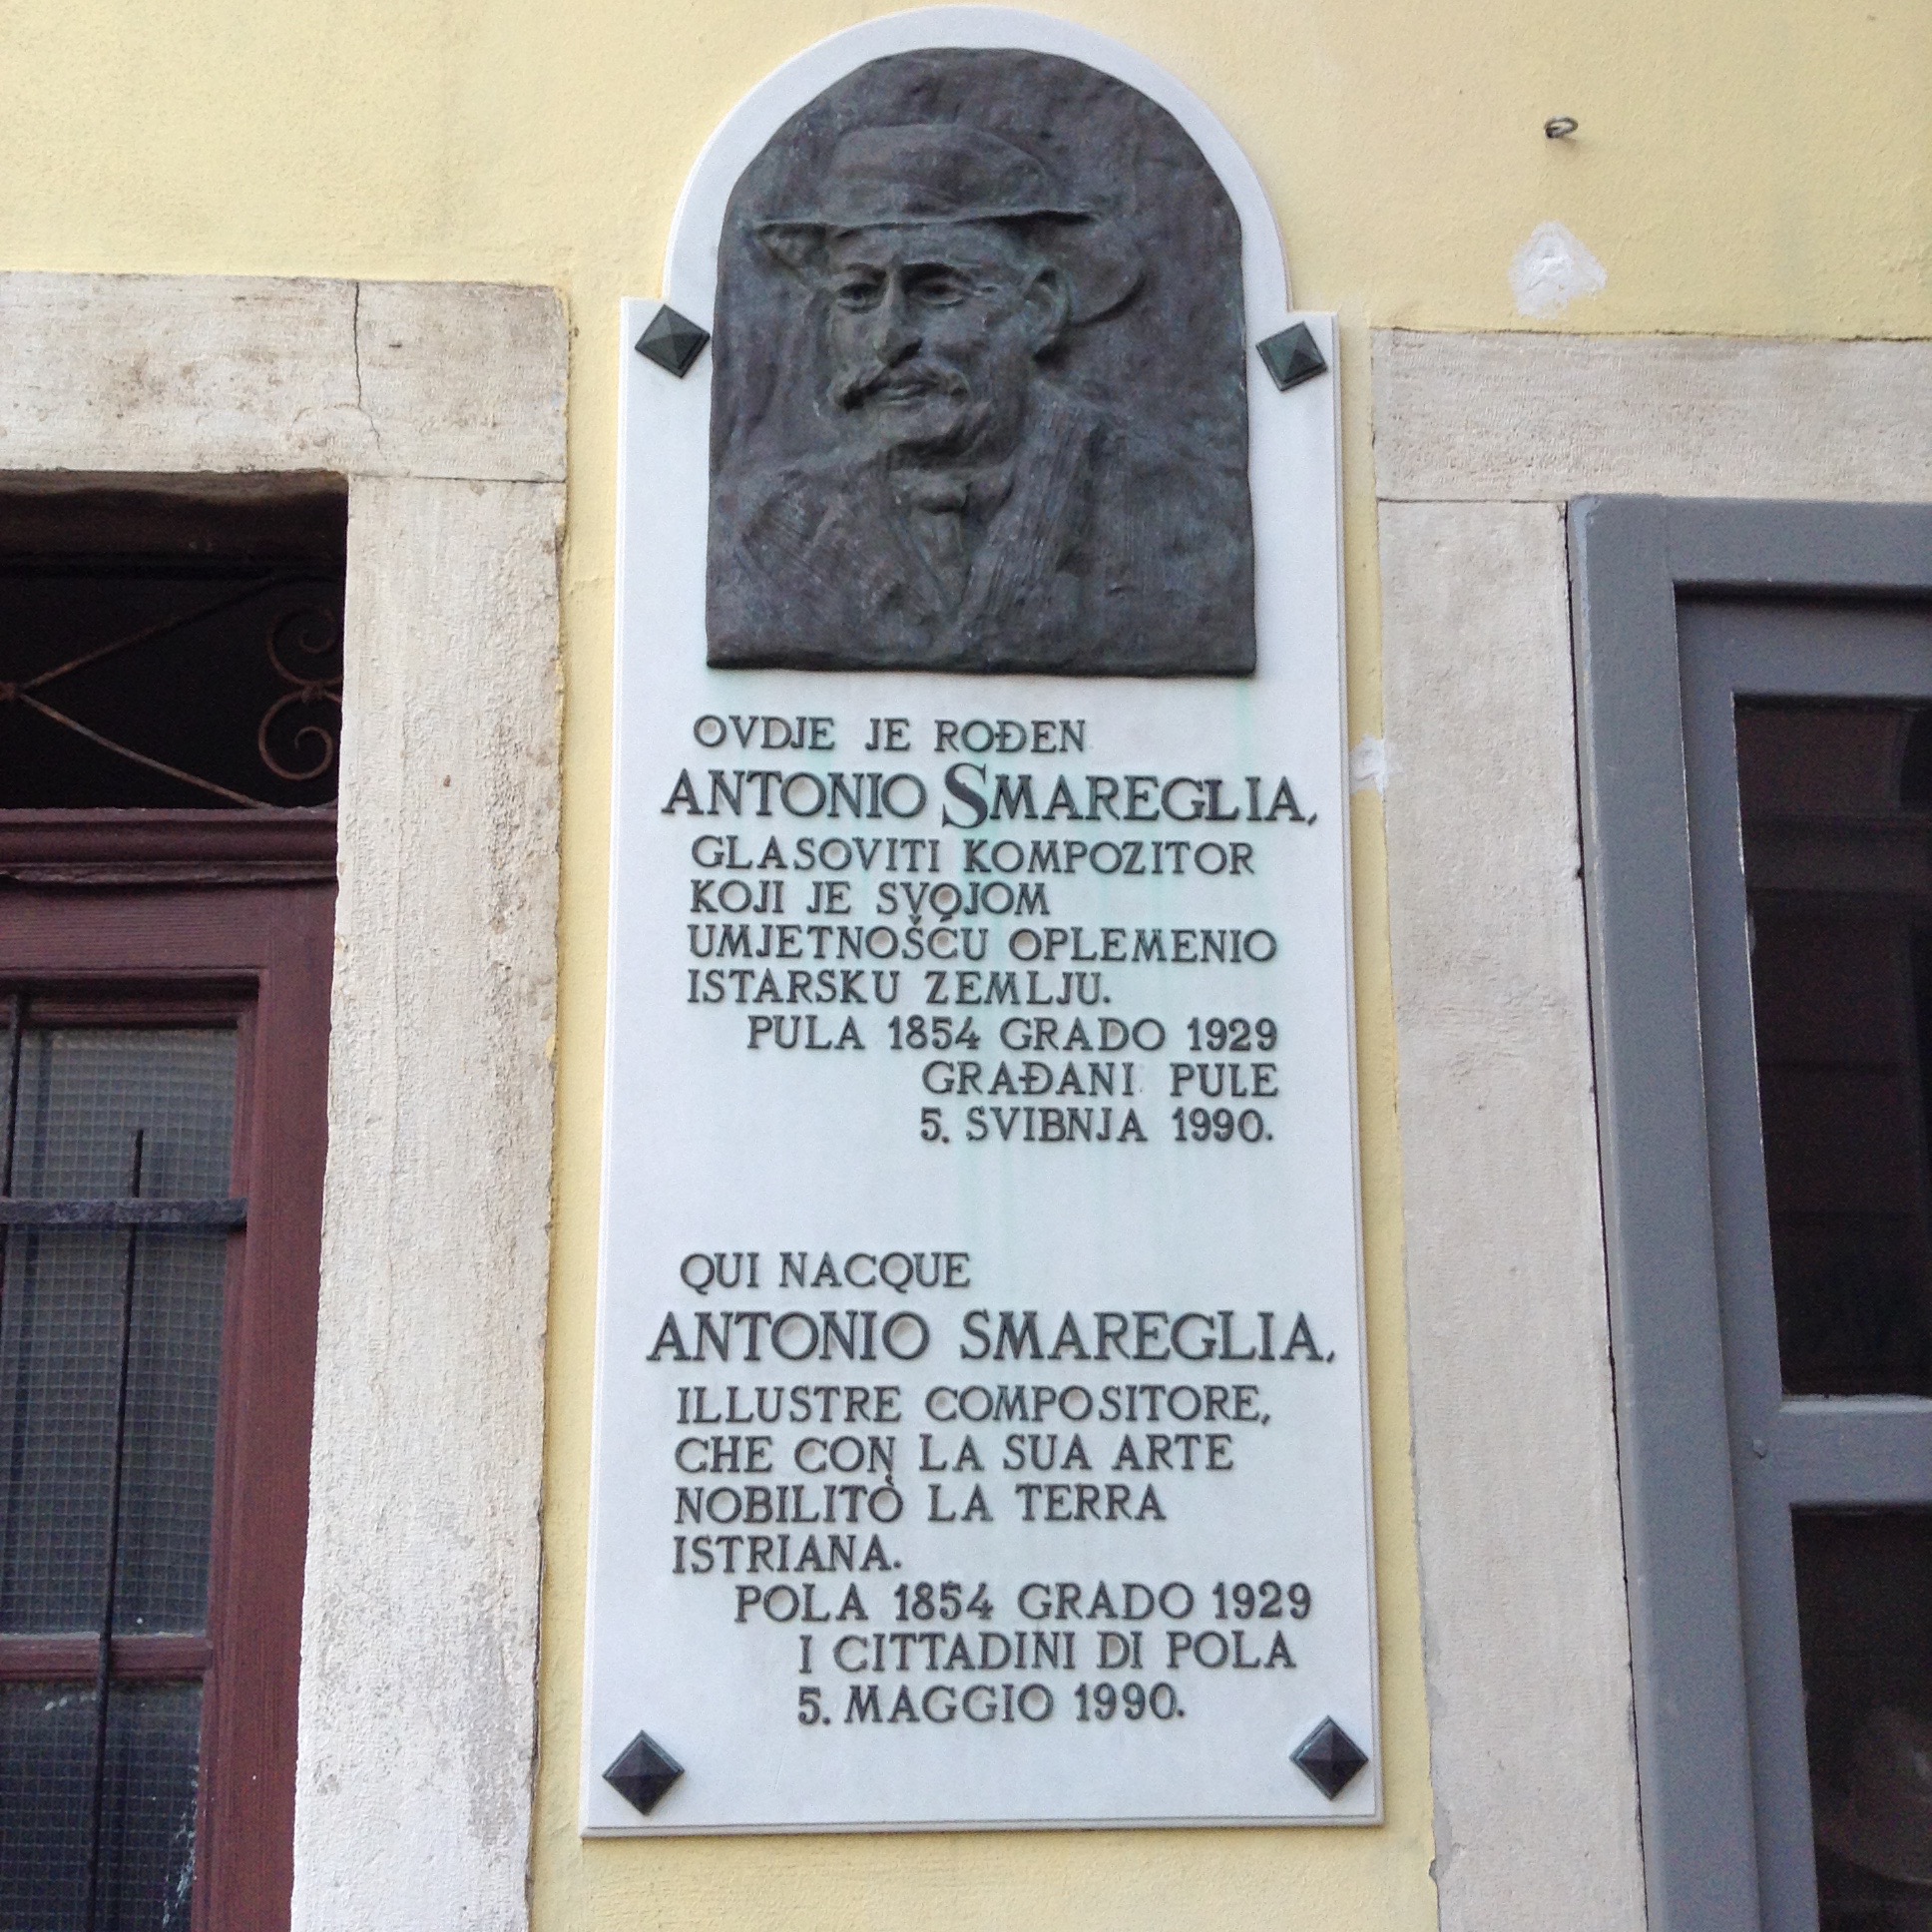 OVDJE JE ROĐEN
ANTONIO SMAREGLIA,
GLASOVITI KOMPOZITOR
KOJI JE SVOJOM
UMJETNOŠĆU OPLEMENIO
ISTARSKU ZEMLJU.
PULA 1854 GRADO 1929
GRAĐANI PULE
5. SVIBNJA 1990.
QUI NACQUE
ANTONIO SMAREGLIA,
ILLUSTRE COMPOSITORE,
CHE CON LA SUA ARTE
NOBILITÒ LA TERRA
ISTRIANA.
POLA 1854 GRADO 1929
I CITTADINI DI POLA
5. MAGGIO 1990.